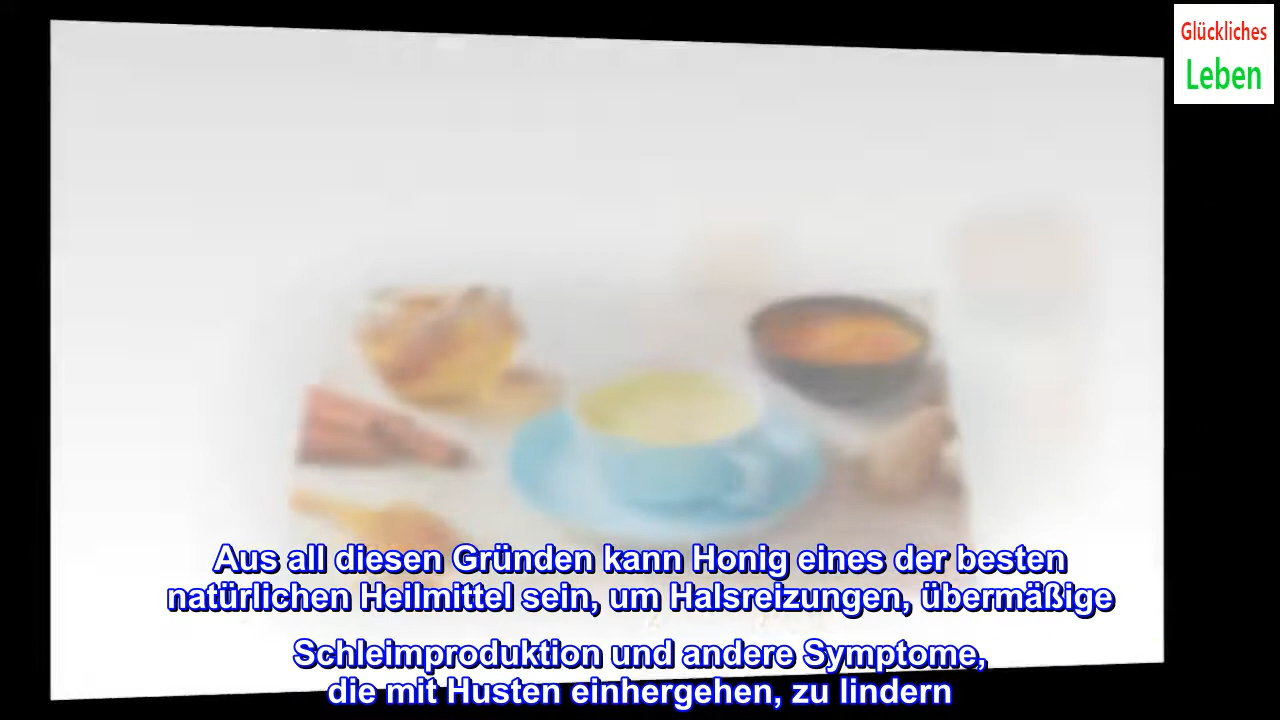 Glückliches
Leben
Aus all diesen Gründen kann Honig eines der besten
natürlichen Heilmittel sein, um Halsreizungen, übermäßige
Schleimproduktion und andere Symptome,
die mit Husten einhergehen, zu lindern